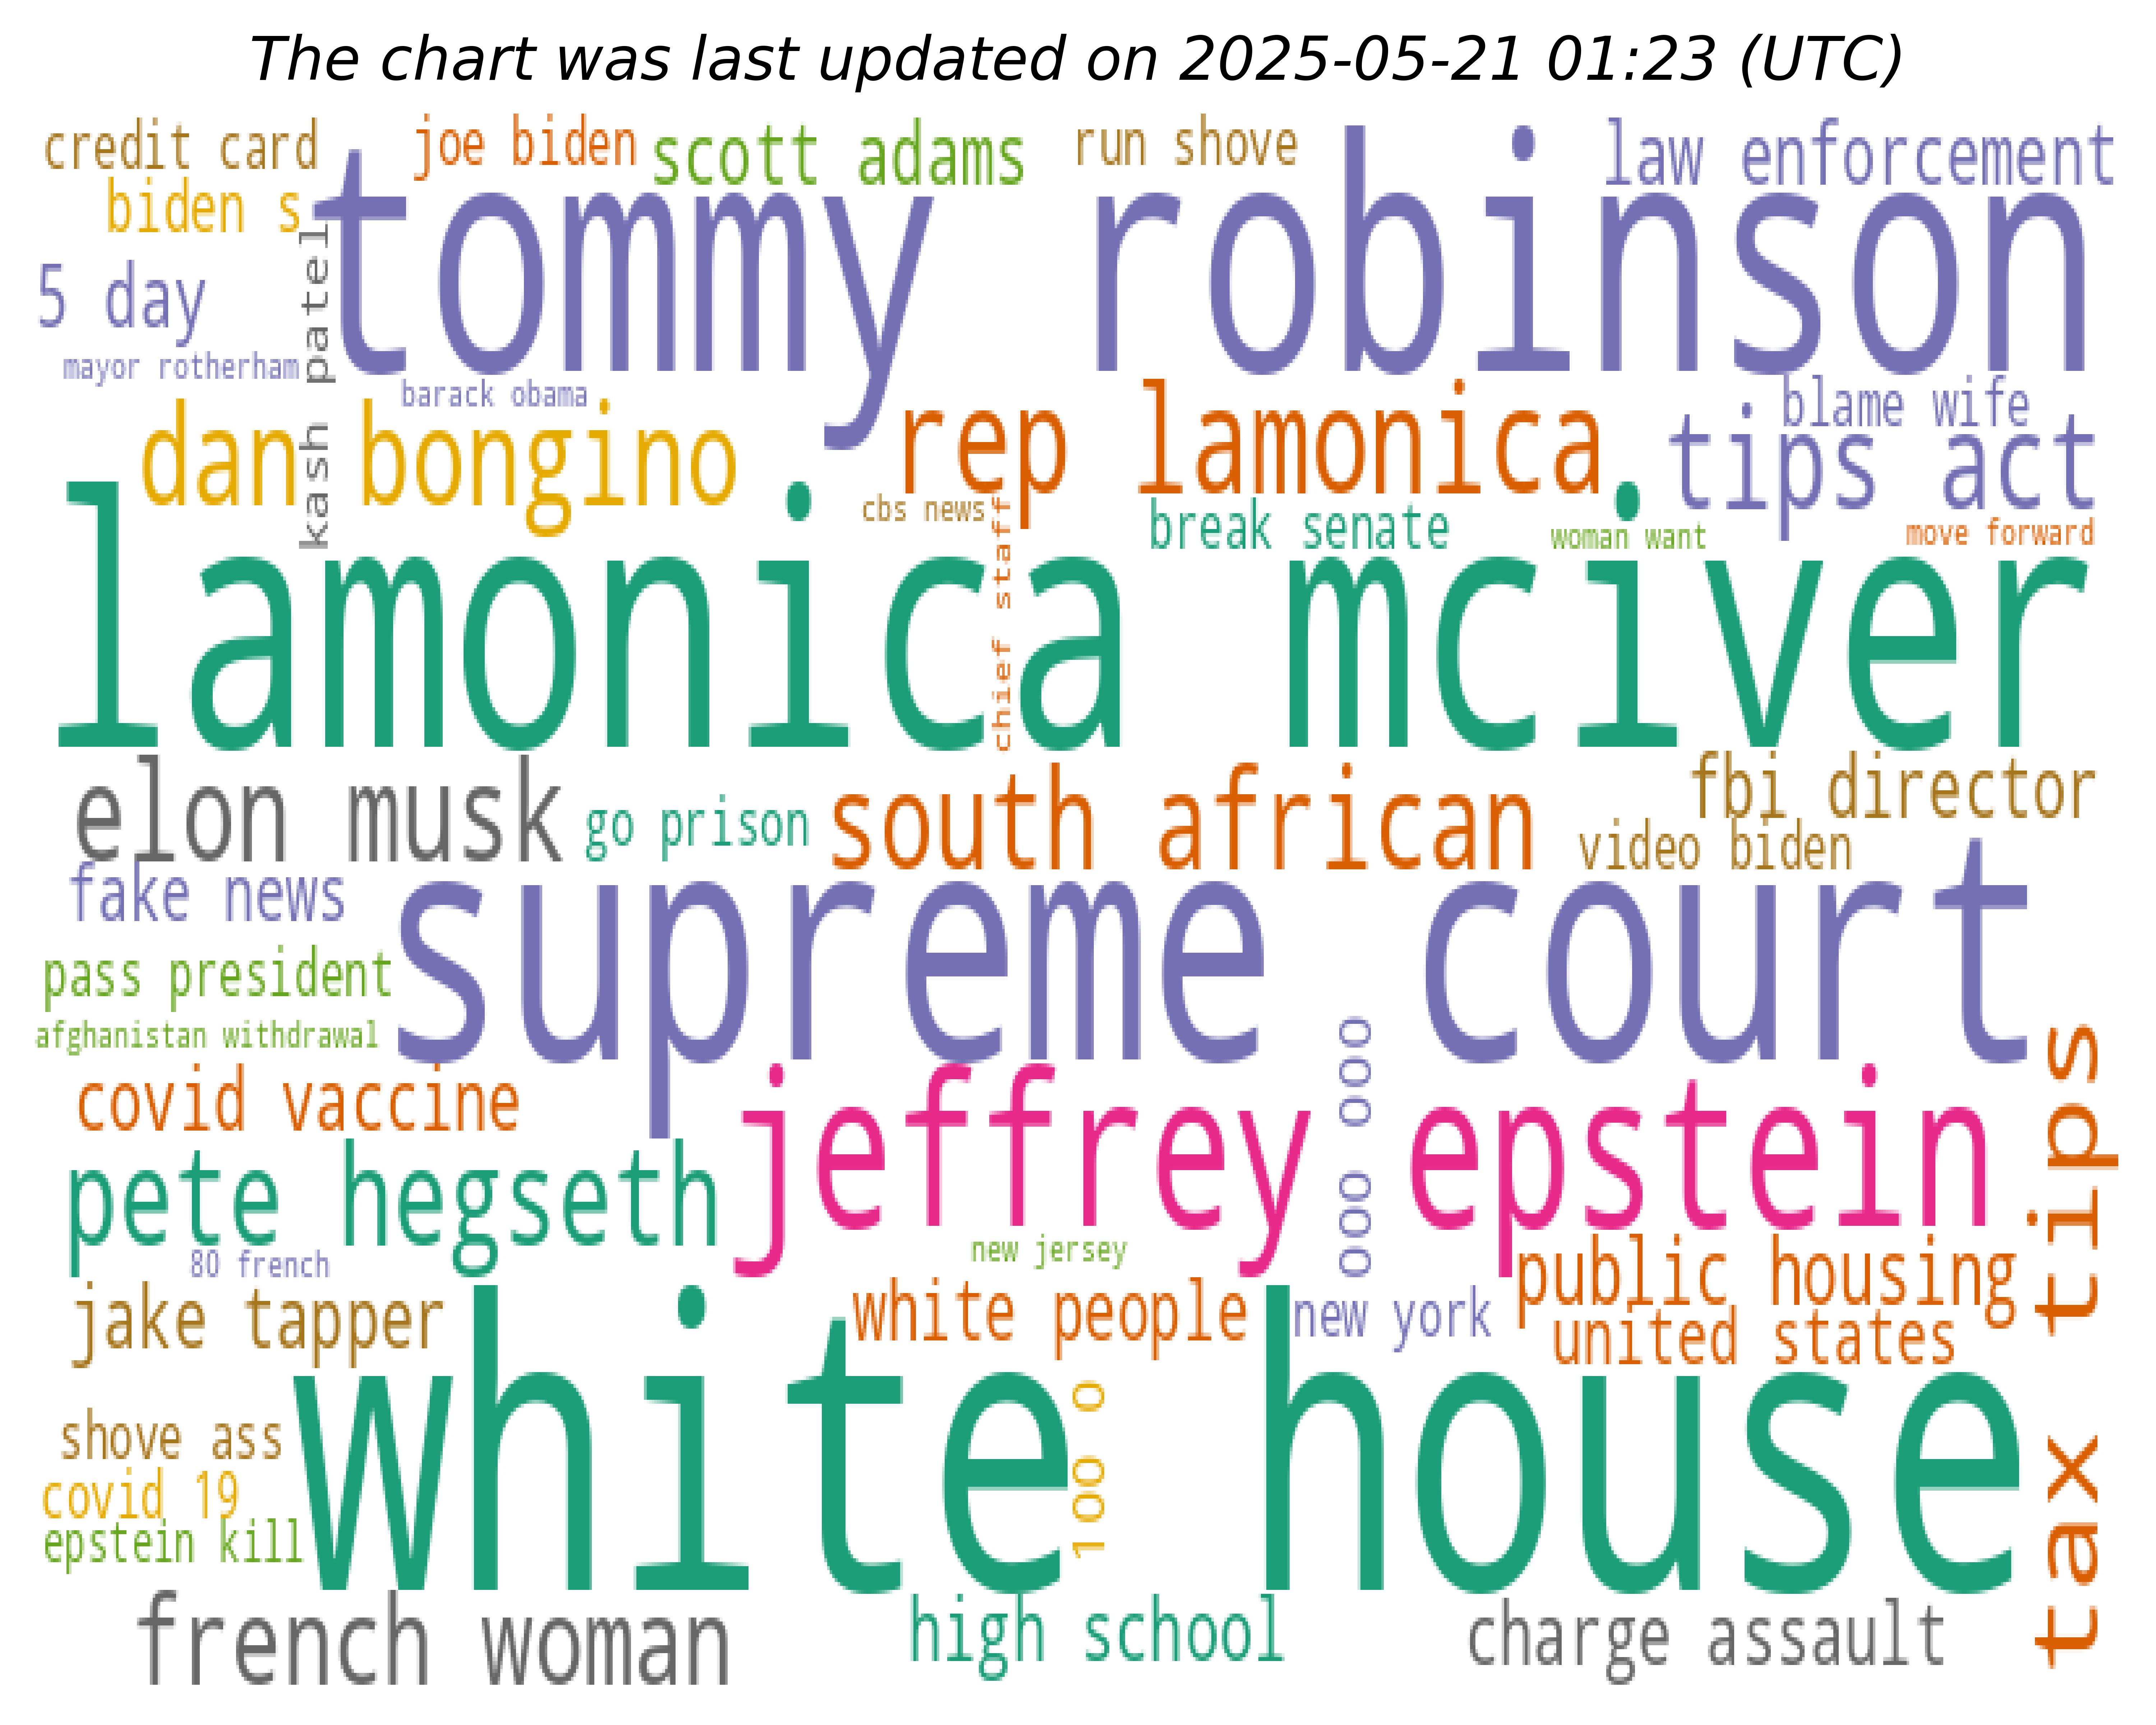 The chart was last updated on 2025-05-21 01:23 (UTC)
credit card
joe biden
scott adams
run shove
law enforcement
biden s
tommy robinson
kash patel
5 day
mayor rotherham
barack obama
blame wife
dan bongino
rep lamonica
tips act
cbs news
break senate
woman want
move forward
lamonica mciver
chief staff
elon musk
go prison
south african
fbi director
video biden
fake news
supreme court
pass president
afghanistan withdrawal
covid vaccine
jeffrey epstein
000 000
tax tips
pete hegseth
new jersey
80 french
public housing
jake tapper
white people
new york
united states
white house
100 0
shove ass
covid 19
epstein kill
french woman
high school
charge assault